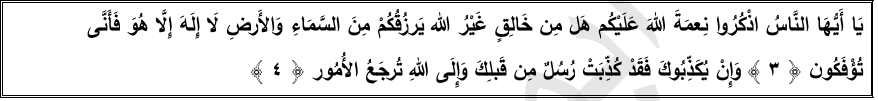 يَا أَيُّهَا النَّاسُ اذْكُرُوا نِعمَةَ اللهَ عَلَيْكُم هَل مِن خَالِقٍ غَيْرُ الله يَرزُقُكُمْ مِنَ السَّمَاءِ وَالأَرضِ لَا إِلَهَ إِلَّا هُوَ فَأَنَّى
تُؤْفَكُون ﴿ ٣ ﴾ وَإِنْ يُكَذِّبُوكَ فَقَدْ كُذِّبَتْ رُسُلٌ مِن قَبلِكَ وَإِلَى اللهِ تُرجَعُ الأُمُور ﴿ ٤ ﴾